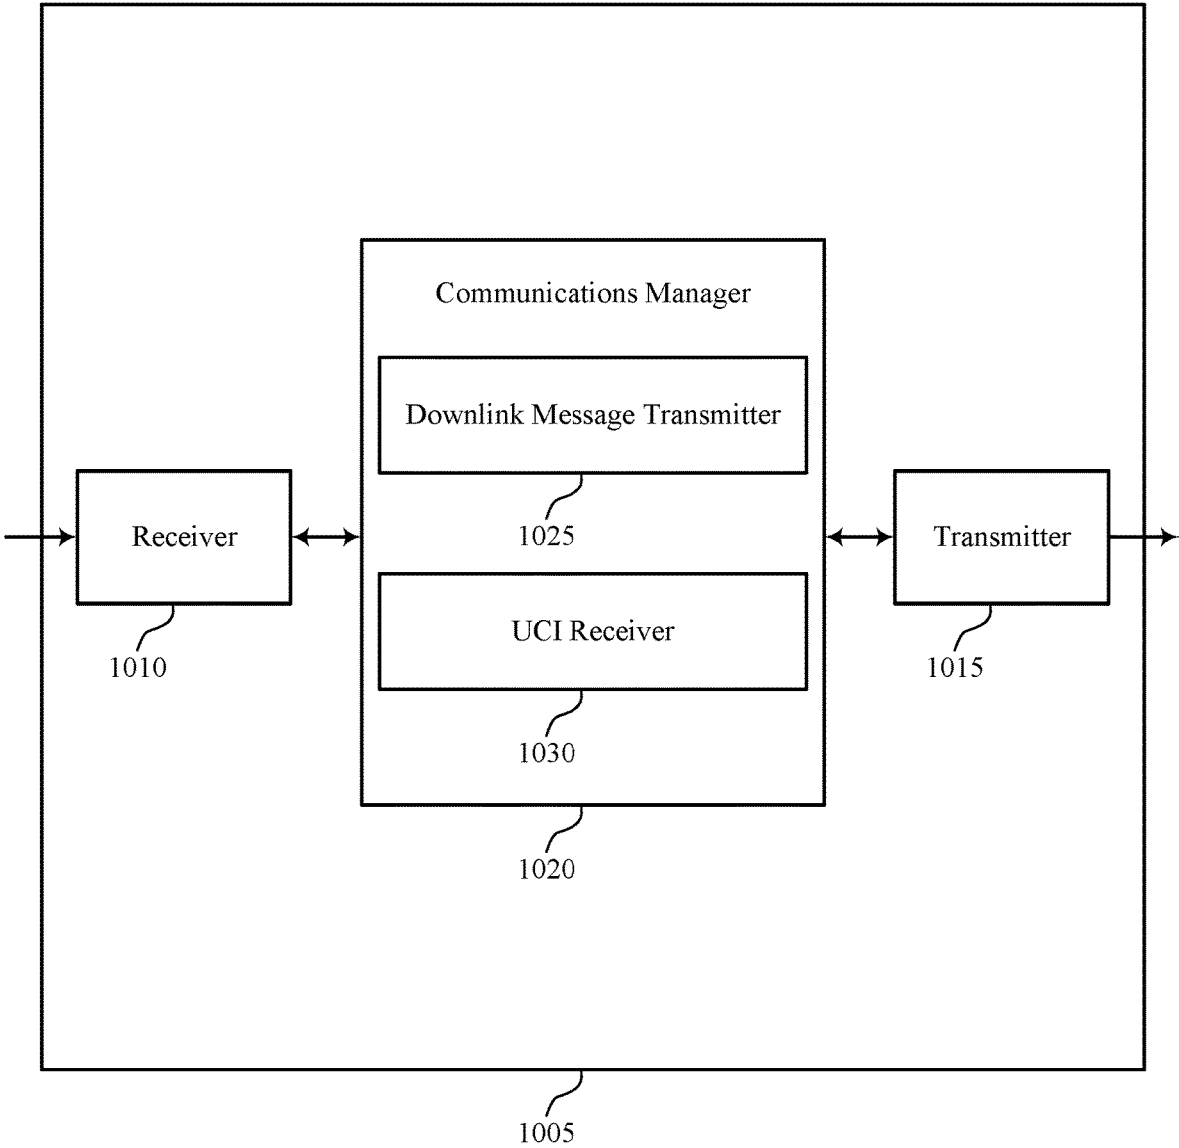 Communications Manager
Downlink Message Transmitter
1025
Receiver
Transmitter
UCI Receiver
1010
1015
1030
1020
1005